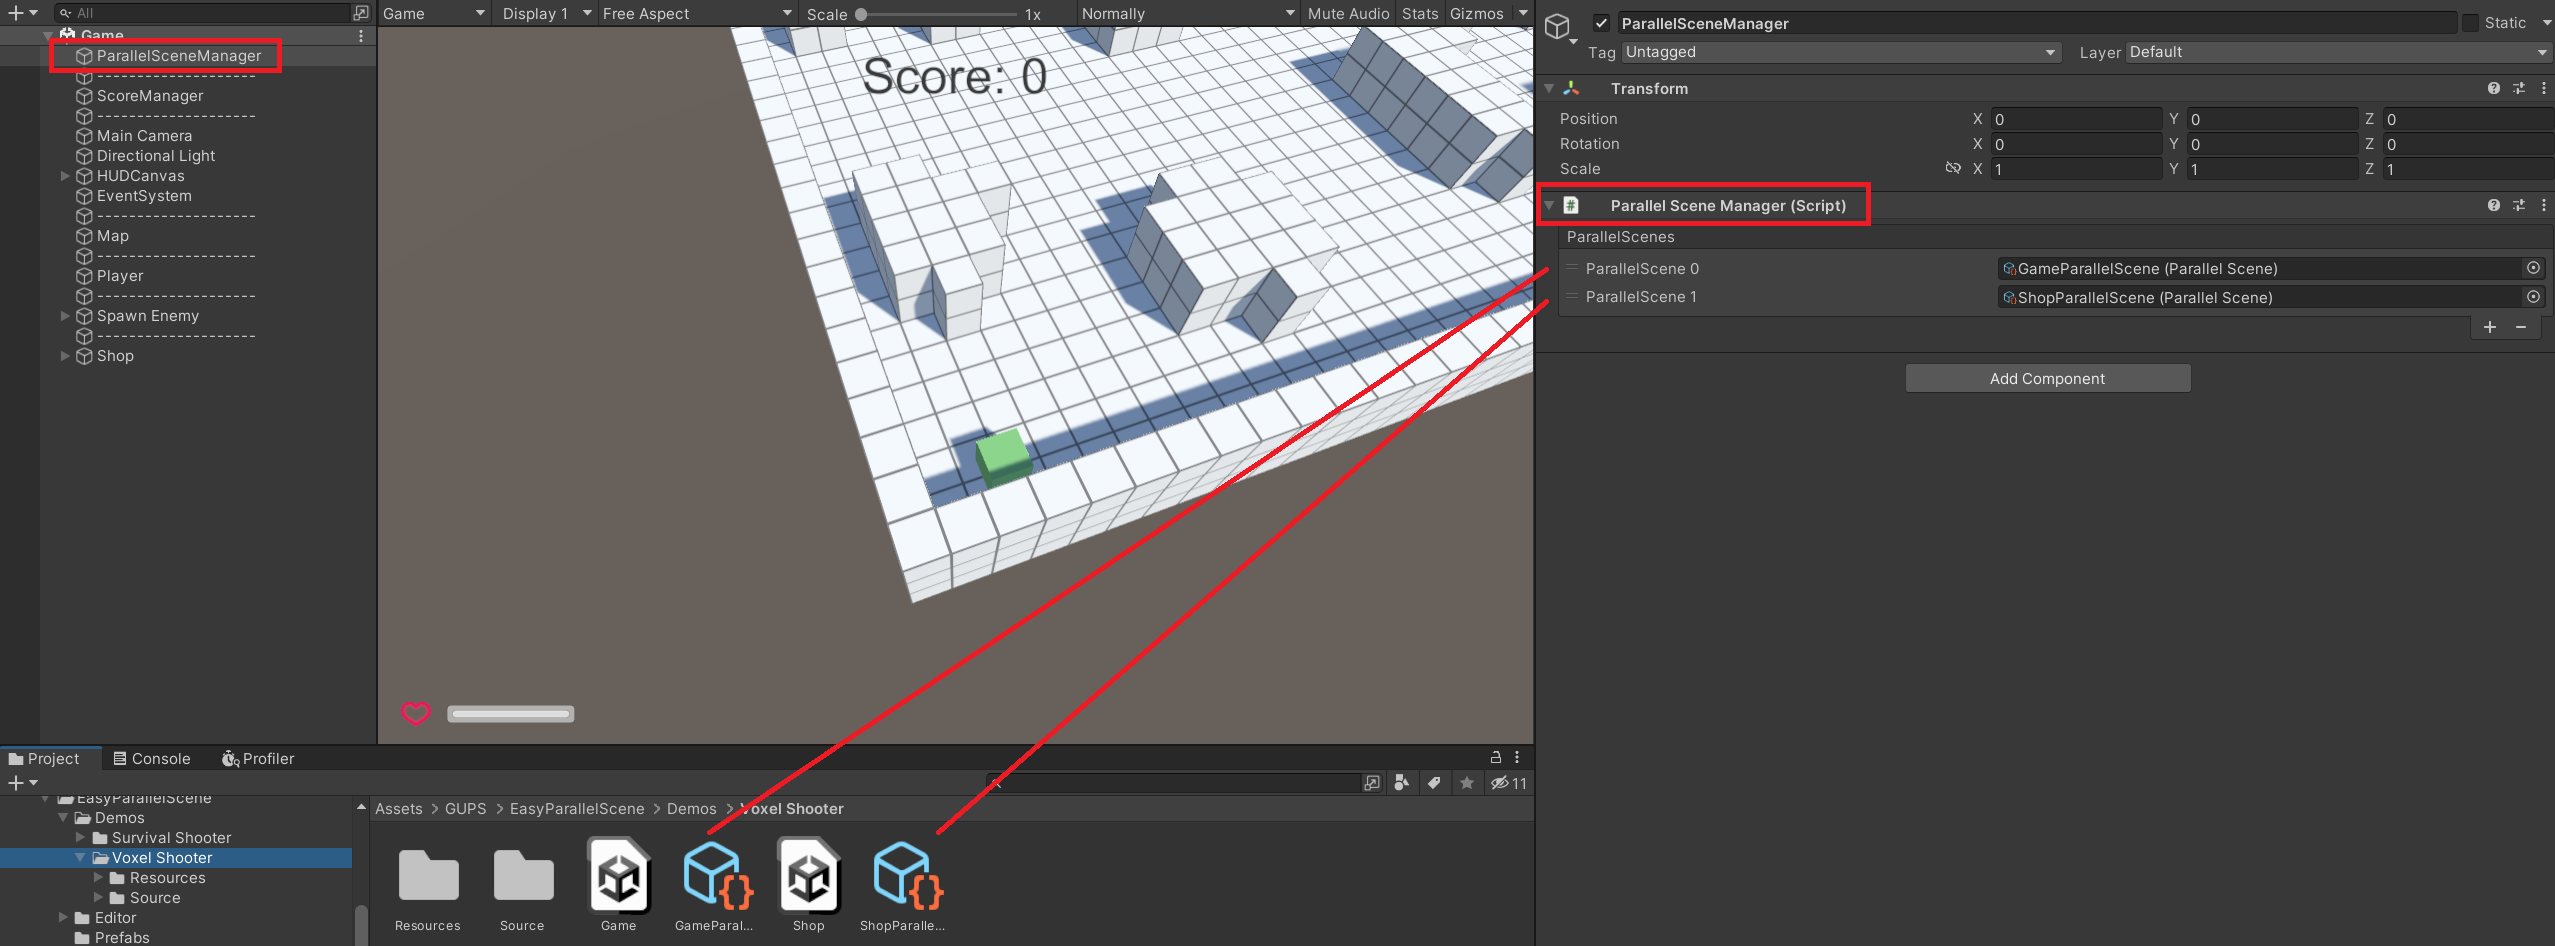 All
Game
ParallelSceneManager
---------------------
ScoreManager
---------------------
Main Camera
Directional Light
HUDCanvas
EventSystem
---------------------
Map
---------------------
Player
---------------------
Spawn Enemy
---------------------
Shop
Game Display 1 Free Aspect Scale 1x Normally Mute Audio Stats Gizmos
Score: 0
ParallelSceneManager Static
Tag Untagged Layer Default
Transform
Position X 0 Y 0 Z 0
Rotation X 0 Y 0 Z 0
Scale X 1 Y 1 Z 1
# Parallel Scene Manager (Script)
ParallelScenes
ParallelScene 0 GameParallelScene (Parallel Scene)
ParallelScene 1 ShopParallelScene (Parallel Scene)
Add Component
Project Console Profiler
11
EasyParallelScene
Demos
Survival Shooter
Voxel Shooter
Resources
Source
Editor
Prefabs
Assets > GUPS > EasyParallelScene > Demos > Voxel Shooter
Resources Source Game GameParal... Shop ShopParalle...